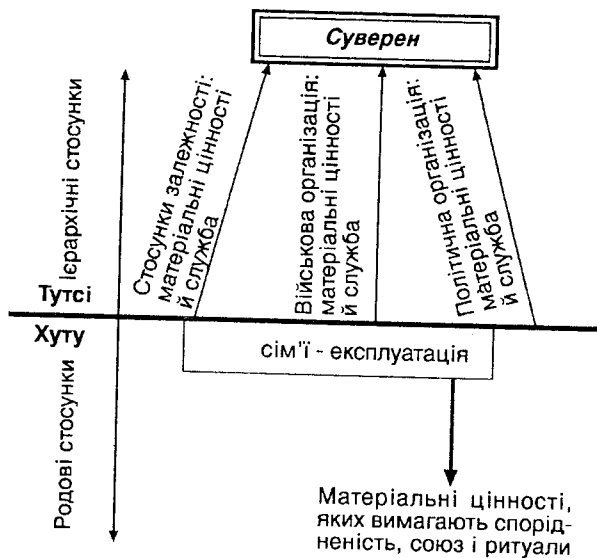 Суверен
Ієрархічні стосунки
Стосунки залежності:
матеріальні цінності
й служба
Військова організація:
матеріальні цінності
й служба
Політична організація:
матеріальні цінності
й служба
Тутсі
Хуту
Родові стосунки
сім'ї - експлуатація
Матеріальні цінності,
яких вимагають спорід-
неність, союз і ритуали